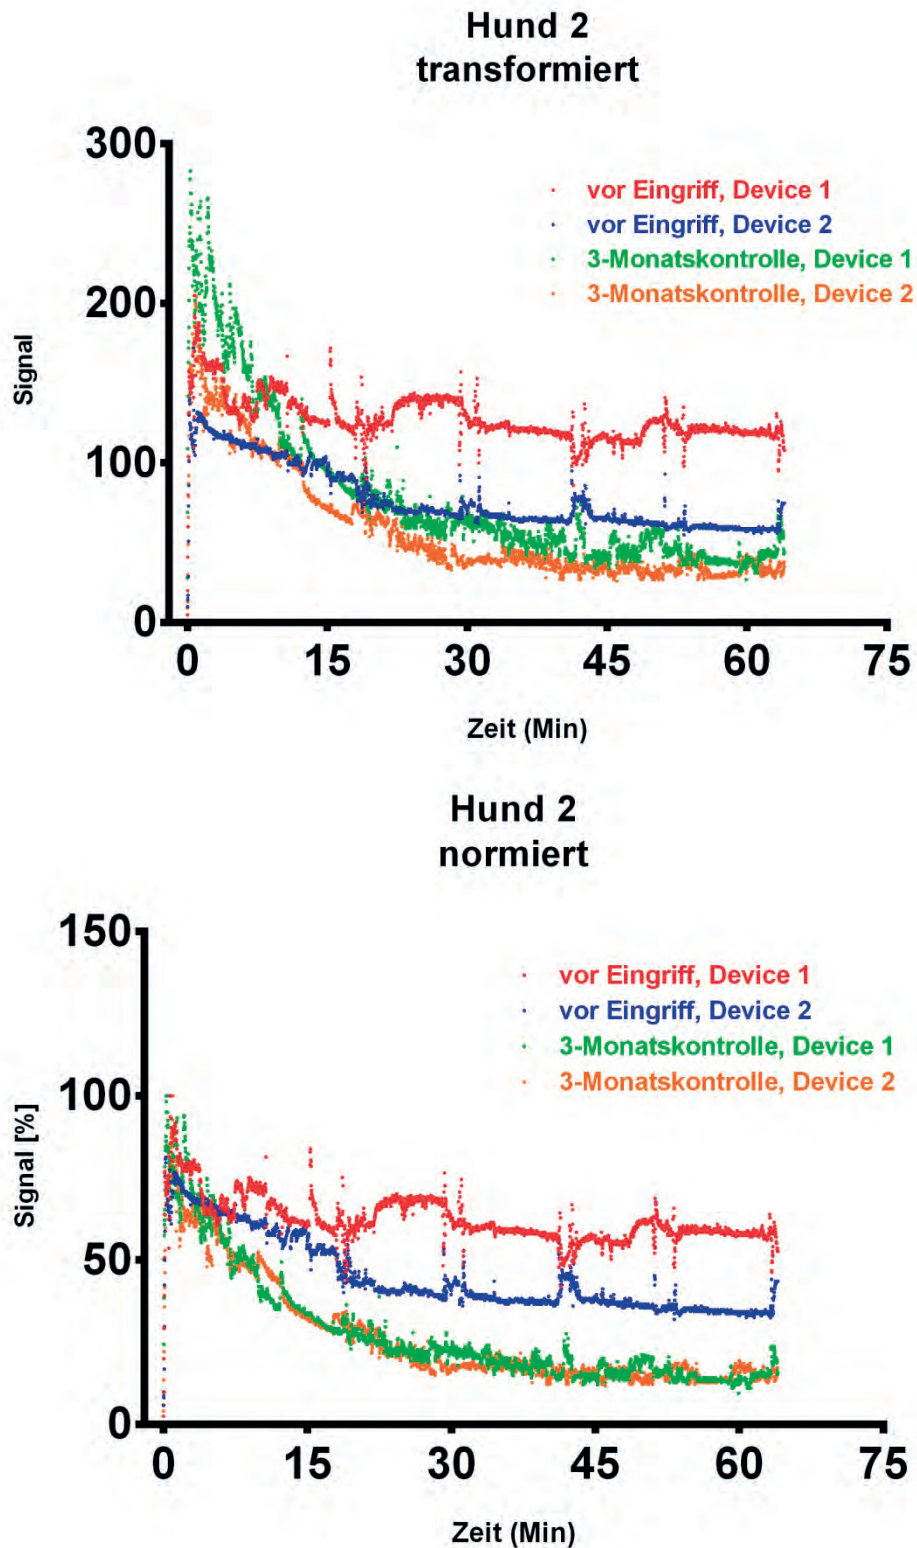 Hund 2
transformiert
300
200
100
0
Signal
vor Eingriff, Device 1
vor Eingriff, Device 2
3-Monatskontrolle, Device 1
3-Monatskontrolle, Device 2
0 15 30 45 60 75
Zeit (Min)
Hund 2
normiert
150
100
50
0
Signal [%]
vor Eingriff, Device 1
vor Eingriff, Device 2
3-Monatskontrolle, Device 1
3-Monatskontrolle, Device 2
0 15 30 45 60 75
Zeit (Min)